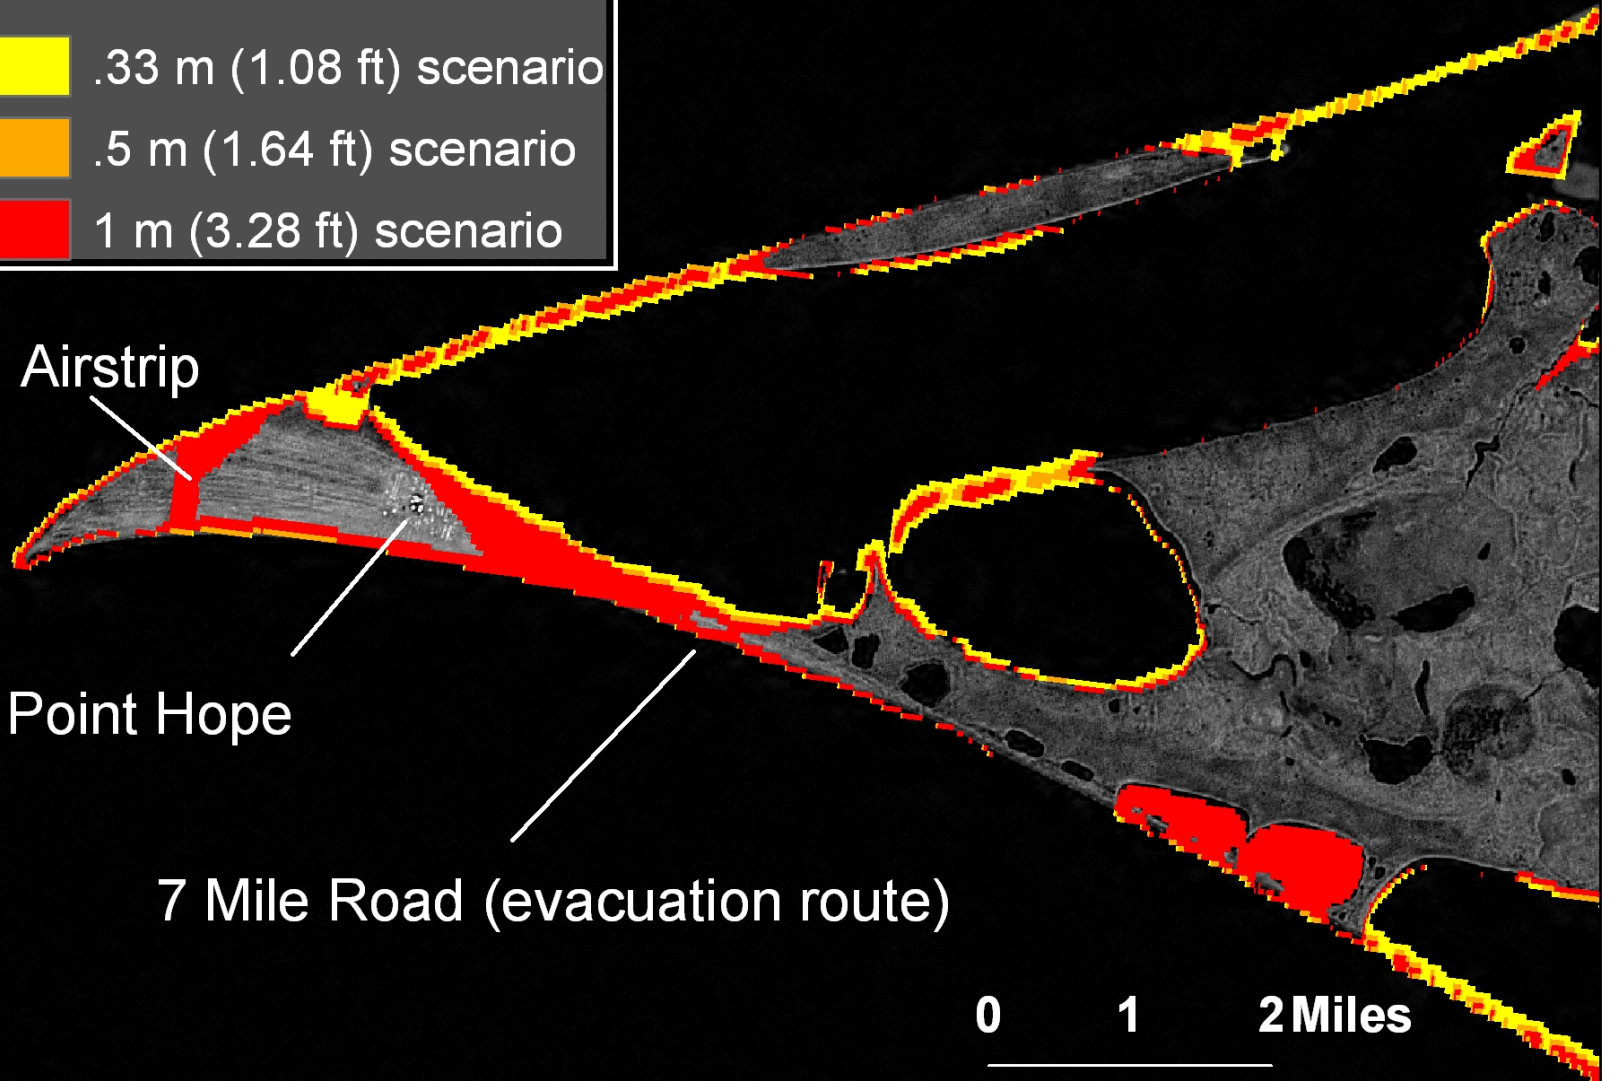 .33 m (1.08 ft) scenario
.5 m (1.64 ft) scenario
1 m (3.28 ft) scenario
Airstrip
Point Hope
7 Mile Road (evacuation route)
0 1 2 Miles